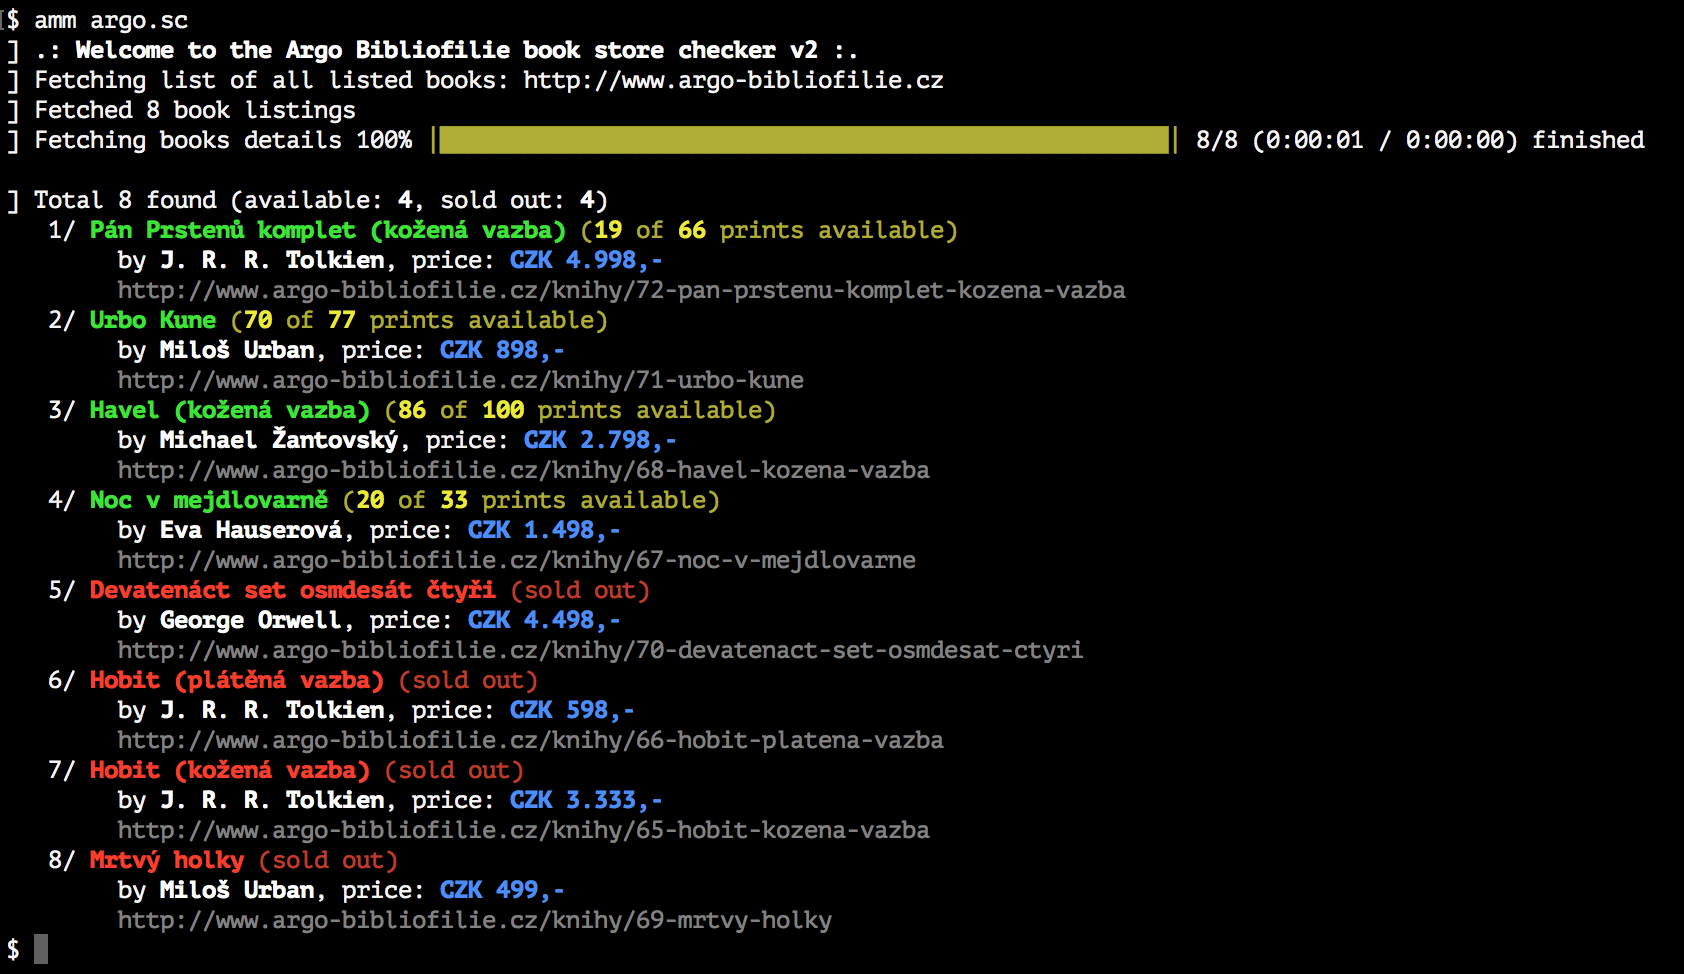 $ amm argo.sc
] .: Welcome to the Argo Bibliofilie book store checker v2 :.
] Fetching list of all listed books: http://www.argo-bibliofilie.cz
] Fetched 8 book listings
] Fetching books details 100% || 8/8 (0:00:01 / 0:00:00) finished
] Total 8 found (available: 4, sold out: 4)
1/ Pán Prstenů komplet (kožená vazba) (19 of 66 prints available)
by J. R. R. Tolkien, price: CZK 4.998,-
http://www.argo-bibliofilie.cz/knihy/72-pan-prstenu-komplet-kozena-vazba
2/ Urbo Kune (70 of 77 prints available)
by Miloš Urban, price: CZK 898,-
http://www.argo-bibliofilie.cz/knihy/71-urbo-kune
3/ Havel (kožená vazba) (86 of 100 prints available)
by Michael Žantovský, price: CZK 2.798,-
http://www.argo-bibliofilie.cz/knihy/68-havel-kozena-vazba
4/ Noc v mejdlovarně (20 of 33 prints available)
by Eva Hauserová, price: CZK 1.498,-
http://www.argo-bibliofilie.cz/knihy/67-noc-v-mejdlovarne
5/ Devatenáct set osmdesát čtyři (sold out)
by George Orwell, price: CZK 4.498,-
http://www.argo-bibliofilie.cz/knihy/70-devatenact-set-osmdesat-ctyri
6/ Hobit (plátěná vazba) (sold out)
by J. R. R. Tolkien, price: CZK 598,-
http://www.argo-bibliofilie.cz/knihy/66-hobit-platena-vazba
7/ Hobit (kožená vazba) (sold out)
by J. R. R. Tolkien, price: CZK 3.333,-
http://www.argo-bibliofilie.cz/knihy/65-hobit-kozena-vazba
8/ Mrtvý holky (sold out)
by Miloš Urban, price: CZK 499,-
http://www.argo-bibliofilie.cz/knihy/69-mrtvy-holky
$